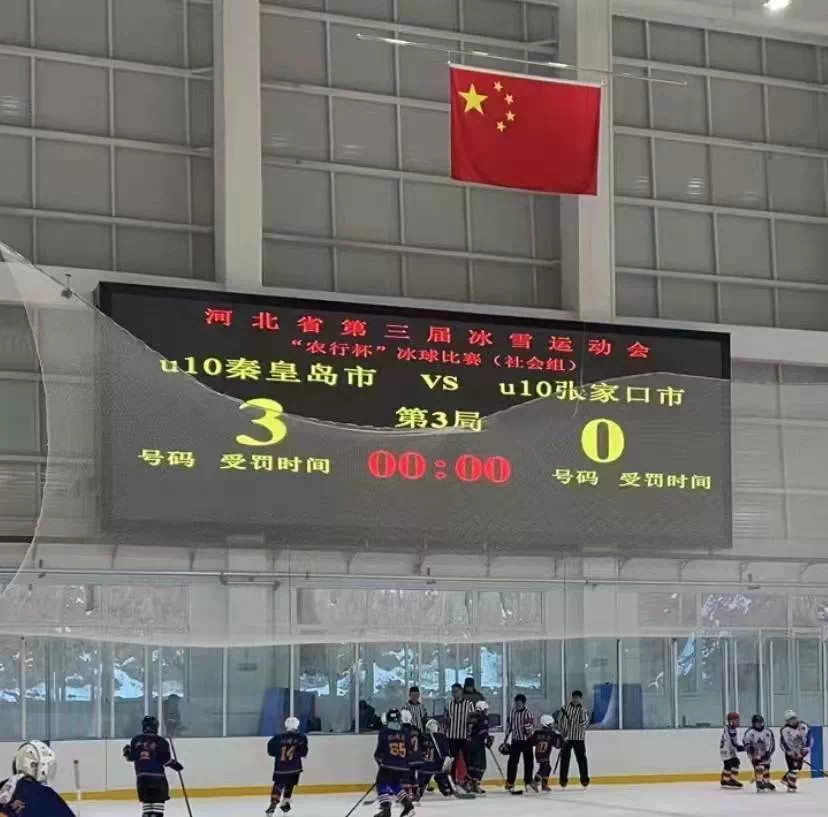 河北省第三届冰雪运动会
“农行杯”冰球比赛（社会组）
u10秦皇岛市 VS u10张家口市
3 第3局 0
号码 受罚时间 00:00 号码 受罚时间
14
65